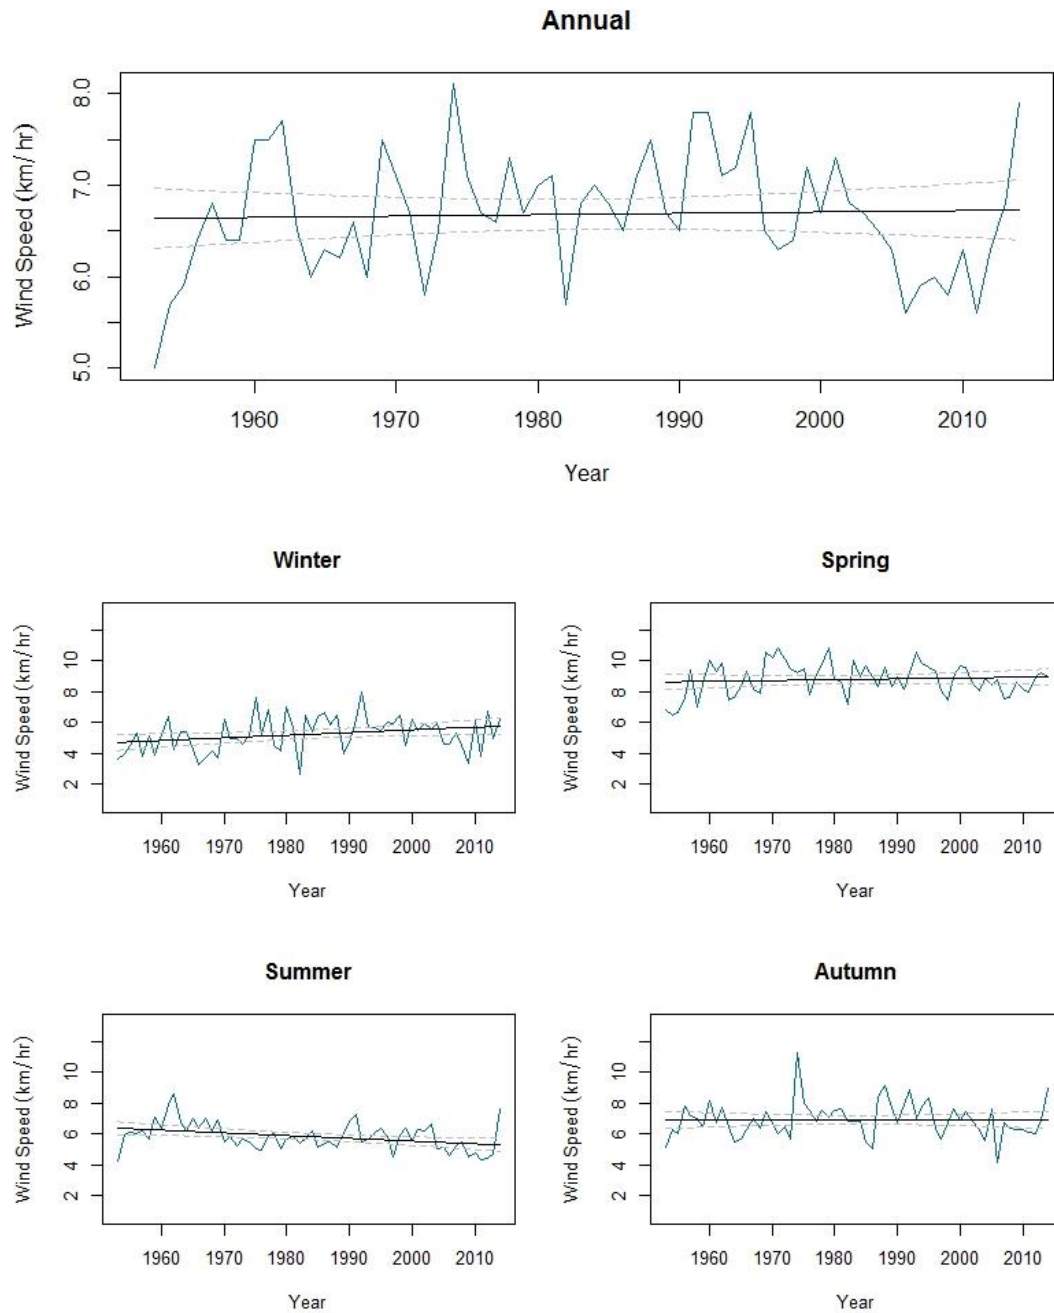 Annual
Wind Speed (km/ hr)
8.0
7.0
6.0
5.0
1960 1970 1980 1990 2000 2010
Year
Winter
Wind Speed (km/hr)
10
8
6
4
2
1960 1970 1980 1990 2000 2010
Year
Spring
Wind Speed (km/hr)
10
8
6
4
2
1960 1970 1980 1990 2000 2010
Year
Summer
Wind Speed (km/hr)
10
8
6
4
2
1960 1970 1980 1990 2000 2010
Year
Autumn
Wind Speed (km/hr)
10
8
6
4
2
1960 1970 1980 1990 2000 2010
Year